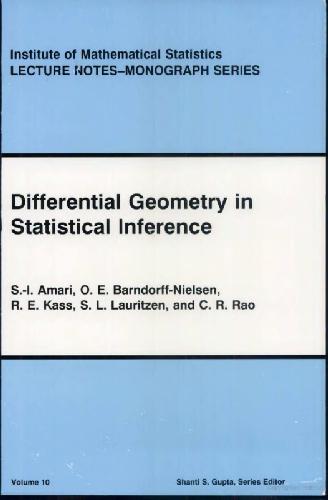 Institute of Mathematical Statistics
LECTURE NOTES–MONOGRAPH SERIES
Differential Geometry in
Statistical Inference
S.-I. Amari, O. E. Barndorff-Nielsen,
R. E. Kass, S. L. Lauritzen, and C. R. Rao
Volume 10
Shanti S. Gupta, Series Editor